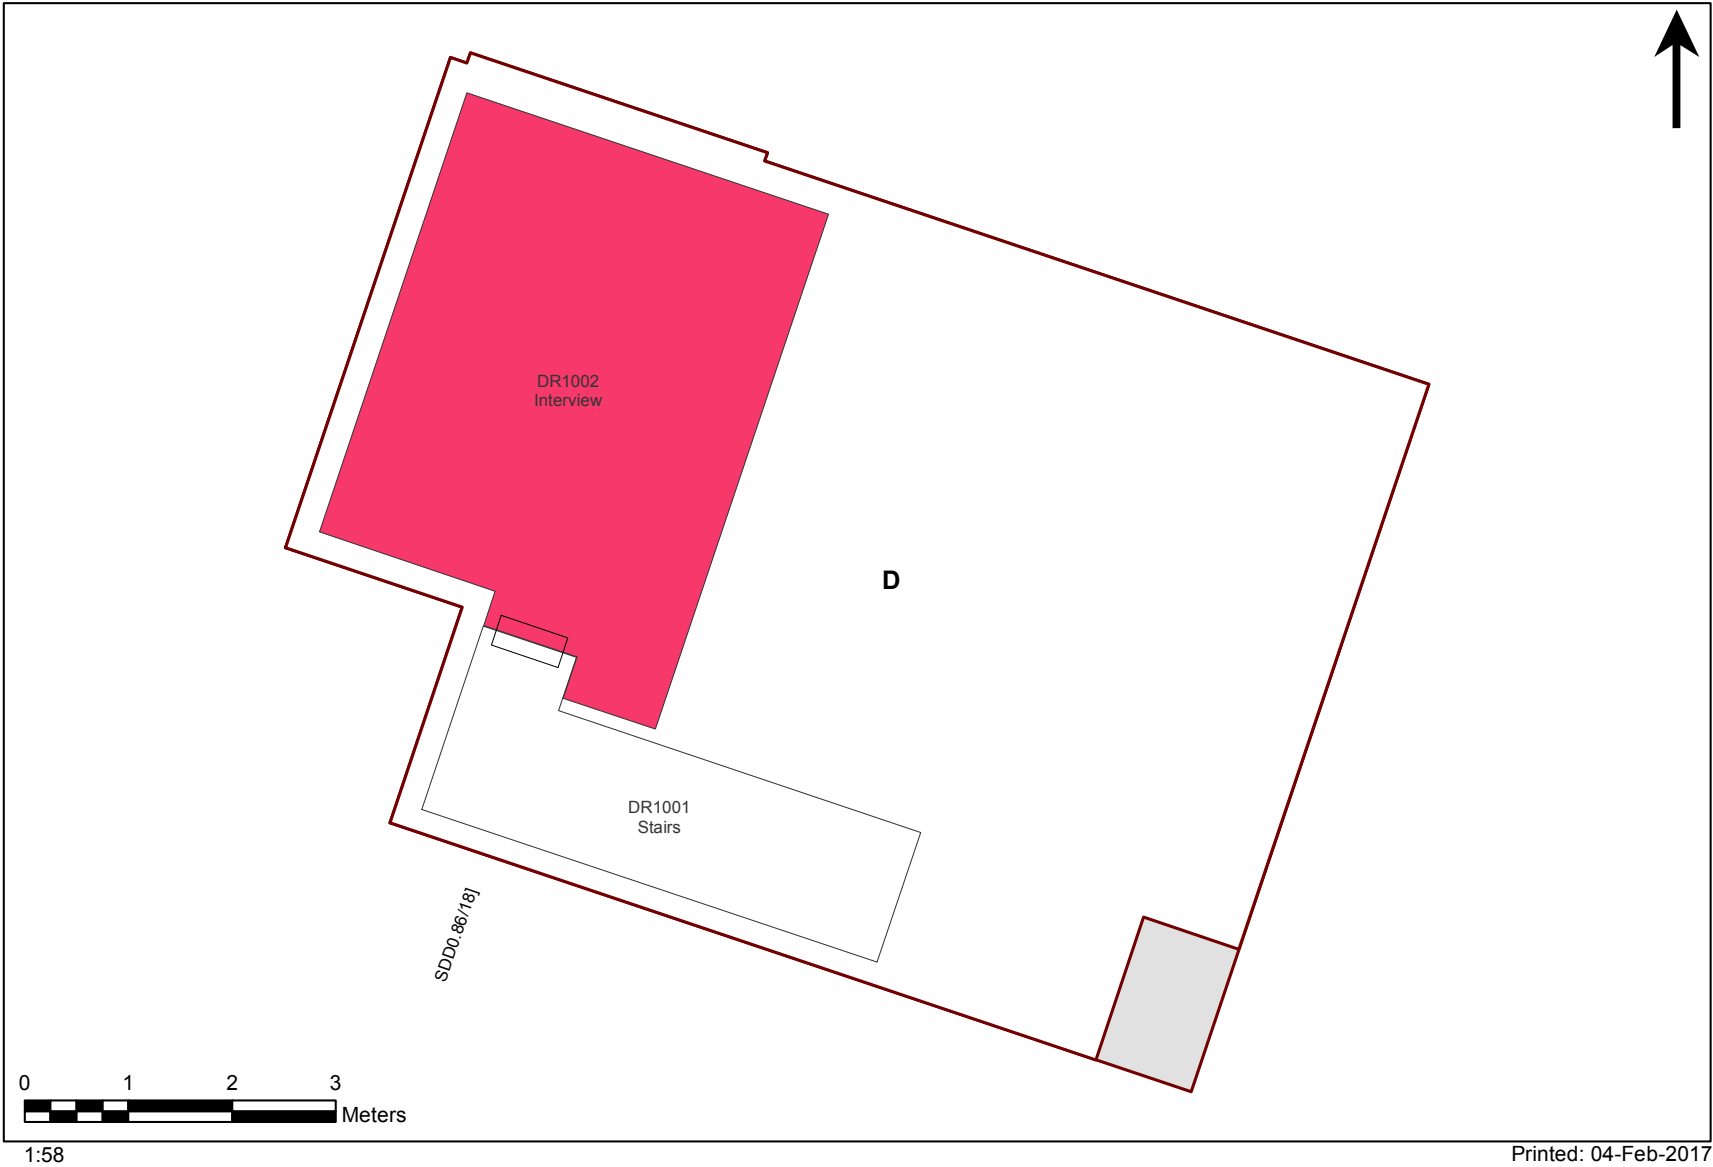 DR1002
Interview
D
DR1001
Stairs
SDD0.86/18]
0 1 2 3
Meters
1:58
Printed: 04-Feb-2017